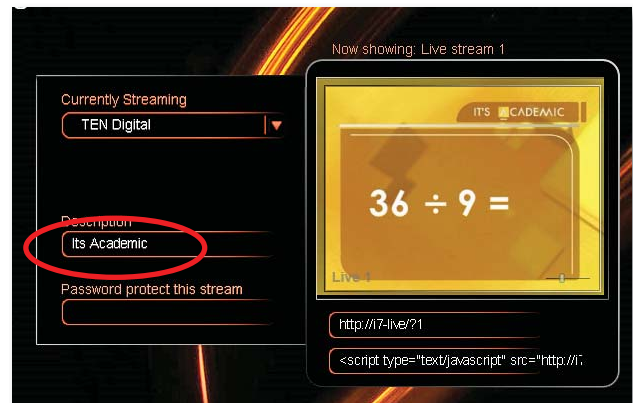 Now showing: Live stream 1
Currently Streaming
TEN Digital
IT'S ACADEMIC
36 ÷ 9 =
Description
Its Academic
Live 1
Password protect this stream
http://i7-live/?1
<script type="text/javascript" src="http://i7